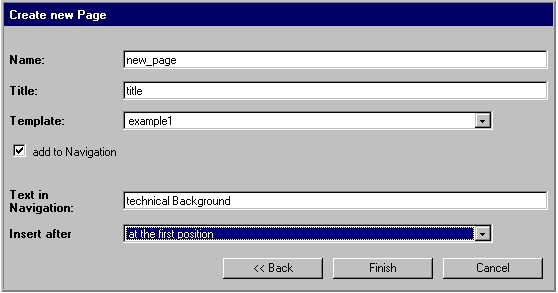 Create new Page
Name: new_page
Title: title
Template: example1
add to Navigation
Text in
Navigation: technical Background
Insert after at the first position
<< Back Finish Cancel